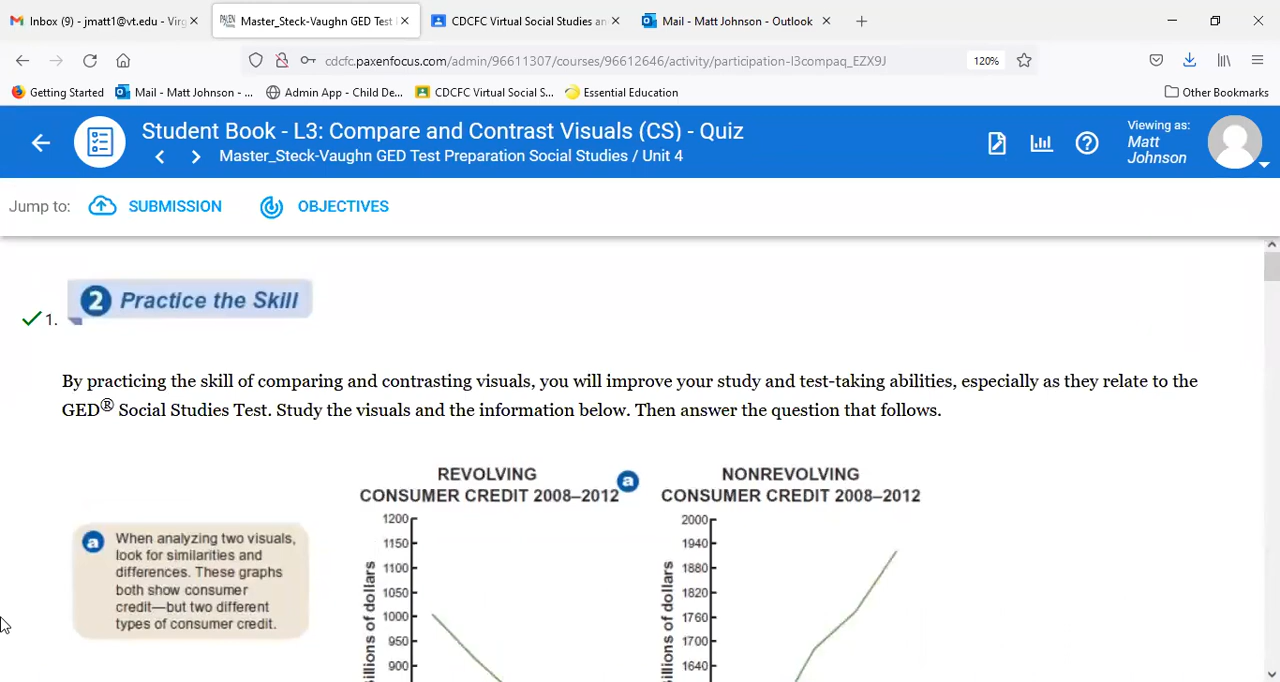 Inbox (9) - jmatt1@vt.edu - Virg
Master_Steck-Vaughn GED Test
CDCFC Virtual Social Studies an
Mail - Matt Johnson - Outlook
cdcfc.paxenfocus.com/admin/96611307/courses/96612646/activity/participation-l3compaq_EZX9J
120%
Getting Started
Mail - Matt Johnson - ...
Admin App - Child De...
CDCFC Virtual Social S...
Essential Education
Other Bookmarks
Student Book - L3: Compare and Contrast Visuals (CS) - Quiz
Master_Steck-Vaughn GED Test Preparation Social Studies / Unit 4
Viewing as:
Matt
Johnson
Jump to:
SUBMISSION
OBJECTIVES
2 Practice the Skill
1.
By practicing the skill of comparing and contrasting visuals, you will improve your study and test-taking abilities, especially as they relate to the
GED® Social Studies Test. Study the visuals and the information below. Then answer the question that follows.
a When analyzing two visuals,
look for similarities and
differences. These graphs
both show consumer
credit—but two different
types of consumer credit.
REVOLVING
CONSUMER CREDIT 2008–2012
a
1200
1150
1100
1050
1000
950
900
NONREVOLVING
CONSUMER CREDIT 2008–2012
2000
1940
1880
1820
1760
1700
1640
of dollars
of dollars